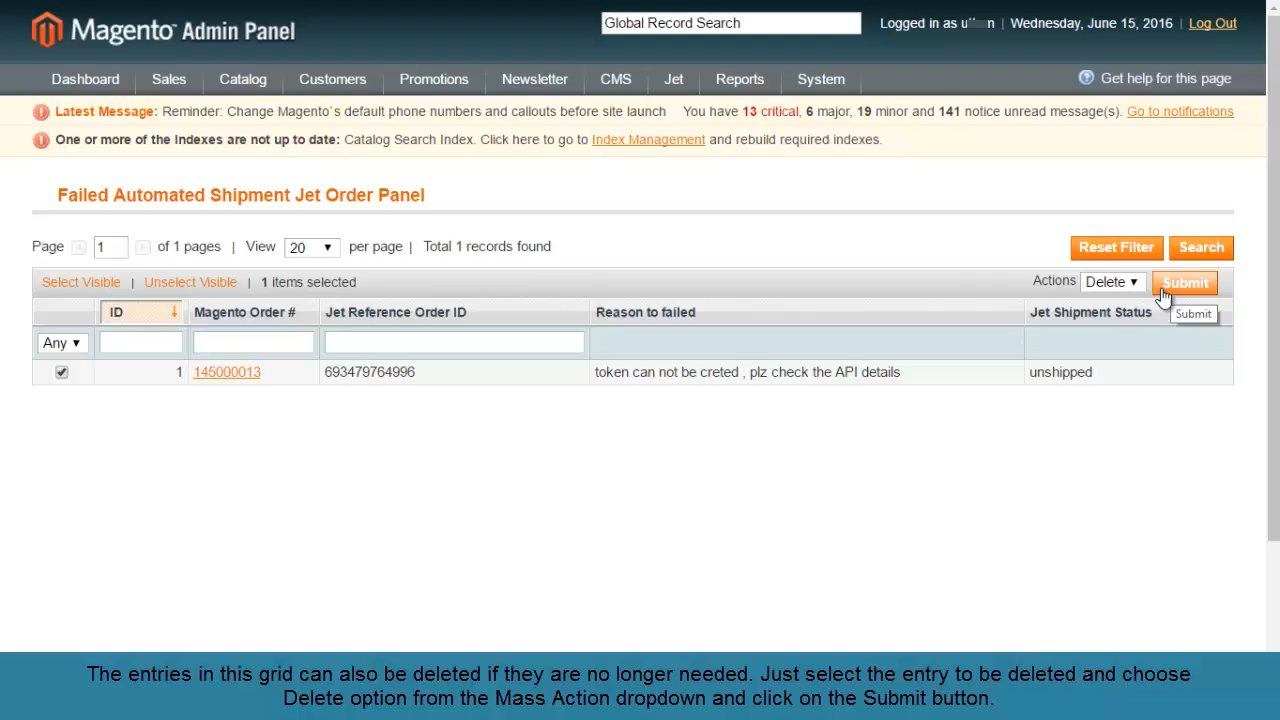 Magento Admin Panel
Global Record Search
Logged in as | Wednesday, June 15, 2016 | Log Out
Dashboard Sales Catalog Customers Promotions Newsletter CMS Jet Reports System Get help for this page
Latest Message: Reminder: Change Magento`s default phone numbers and callouts before site launch You have 13 critical, 6 major, 19 minor and 141 notice unread message(s). Go to notifications
One or more of the Indexes are not up to date: Catalog Search Index. Click here to go to Index Management and rebuild required indexes.
Failed Automated Shipment Jet Order Panel
Page 1 of 1 pages | View 20 per page | Total 1 records found Reset Filter Search
Select Visible | Unselect Visible | 1 items selected Actions Delete Submit
ID Magento Order # Jet Reference Order ID Reason to failed Jet Shipment Status
Submit
Any
1 145000013 693479764996 token can not be creted , plz check the API details unshipped
The entries in this grid can also be deleted if they are no longer needed. Just select the entry to be deleted and choose
Delete option from the Mass Action dropdown and click on the Submit button.